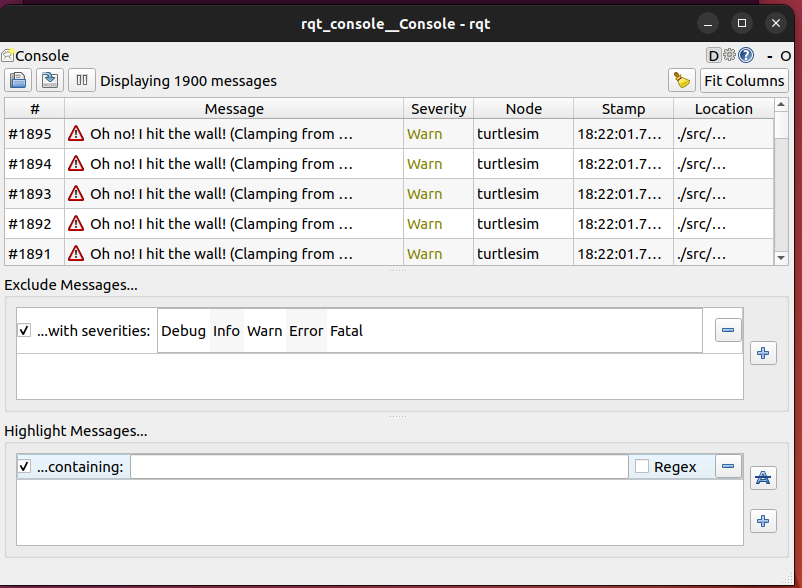 rqt_console__Console - rqt
Console D - O
Displaying 1900 messages Fit Columns
# Message Severity Node Stamp Location
#1895 Oh no! I hit the wall! (Clamping from … Warn turtlesim 18:22:01.7… ./src/…
#1894 Oh no! I hit the wall! (Clamping from … Warn turtlesim 18:22:01.7… ./src/…
#1893 Oh no! I hit the wall! (Clamping from … Warn turtlesim 18:22:01.7… ./src/…
#1892 Oh no! I hit the wall! (Clamping from … Warn turtlesim 18:22:01.7… ./src/…
#1891 Oh no! I hit the wall! (Clamping from … Warn turtlesim 18:22:01.7… ./src/…
Exclude Messages...
...with severities: Debug Info Warn Error Fatal
Highlight Messages...
...containing: Regex